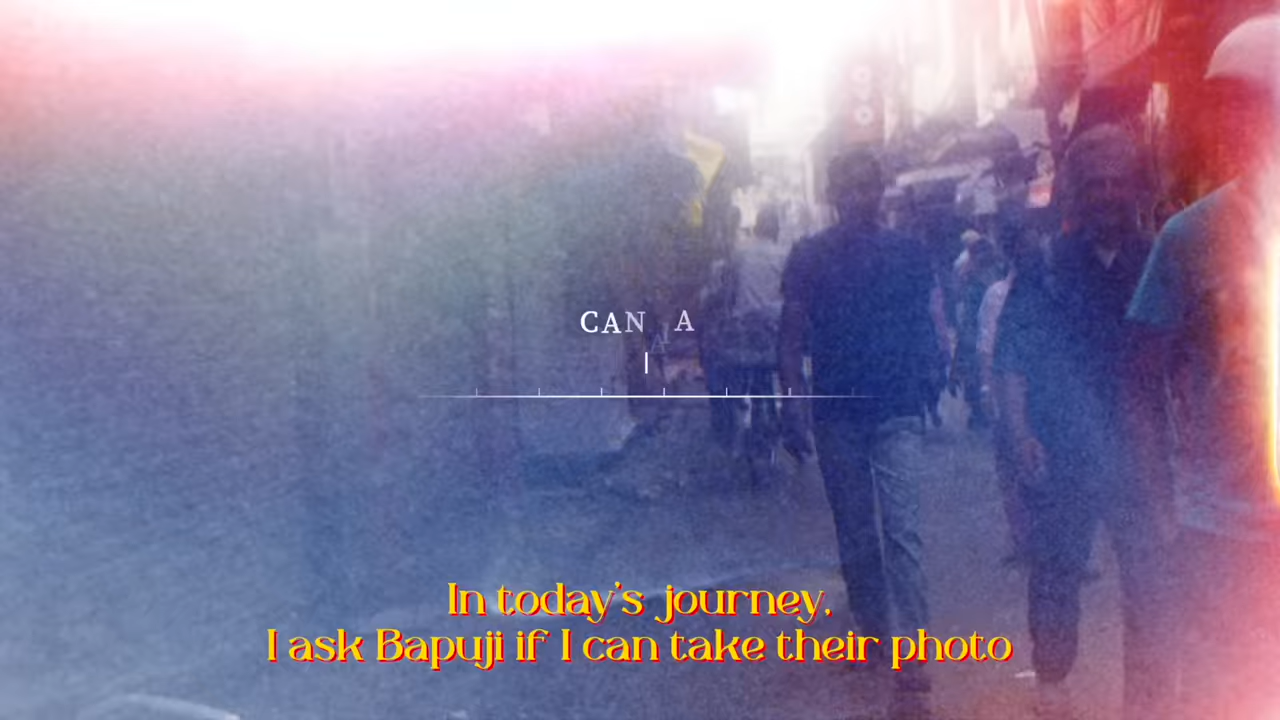 CAN A
In today's journey,
I ask Bapuji if I can take their photo